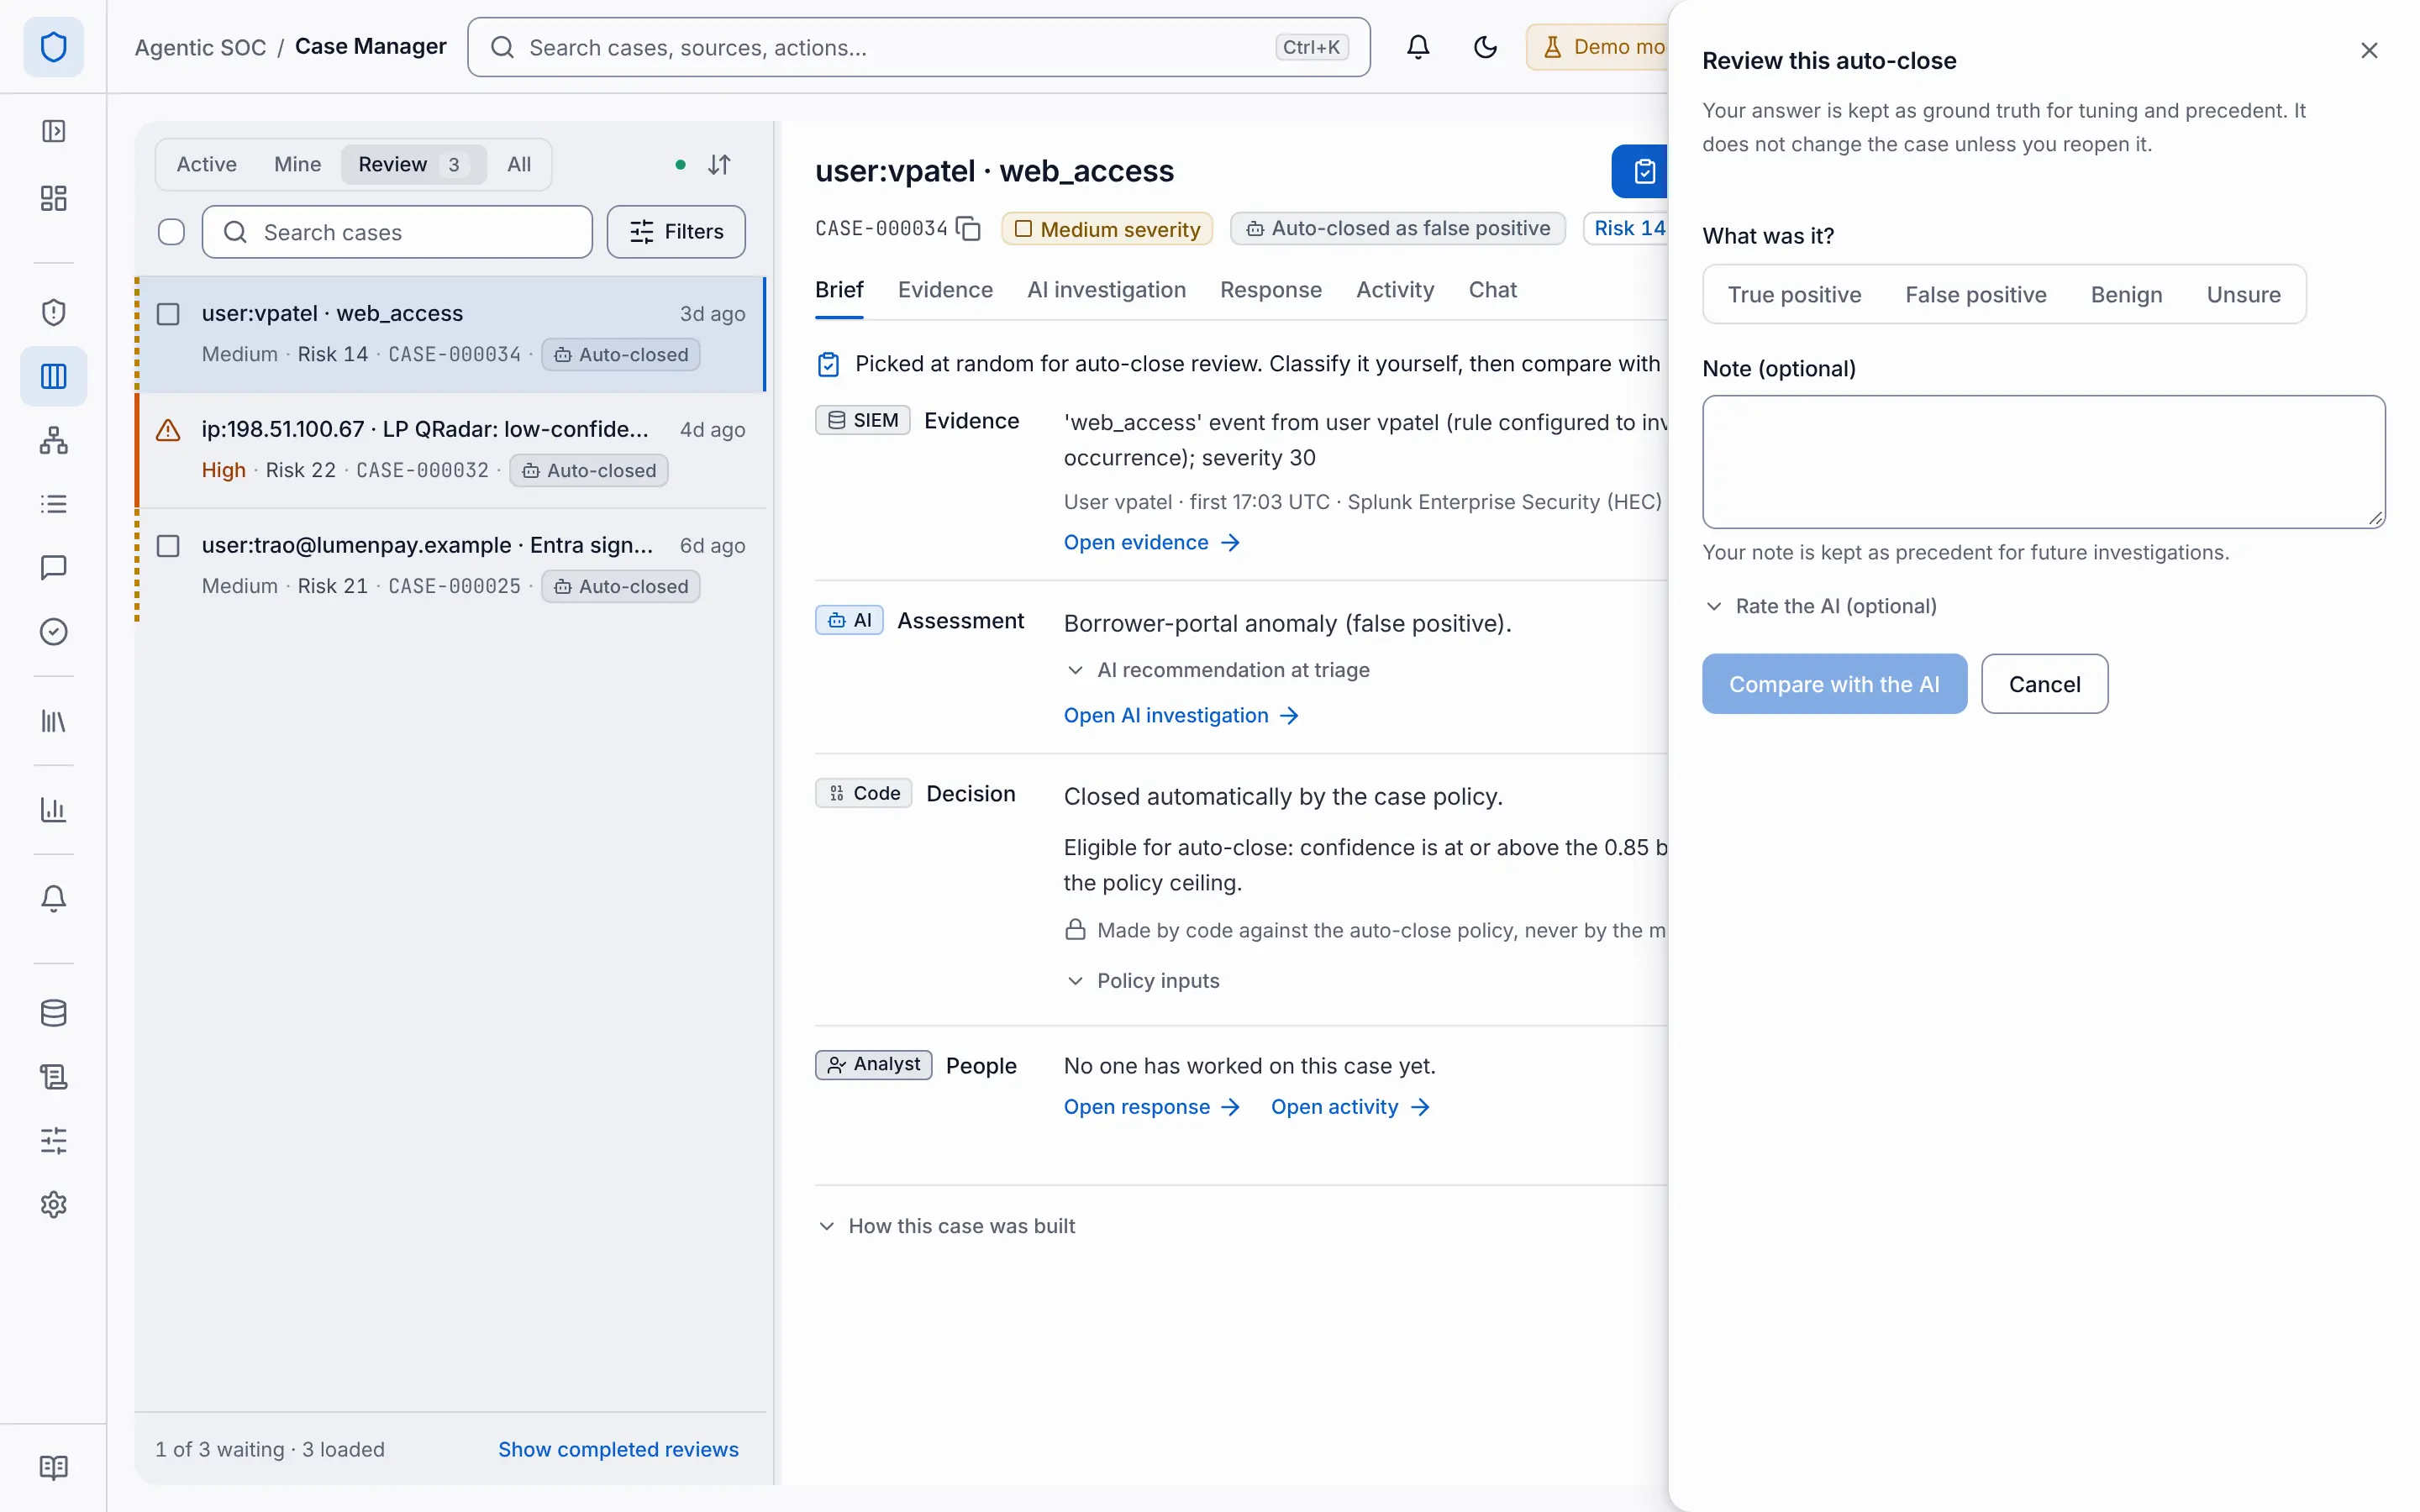 Agentic SOC / Case Manager
Search cases, sources, actions...
Ctrl+K
Demo mo
Active
Mine
Review 3
All
Search cases
Filters
user:vpatel · web_access
3d ago
Medium · Risk 14 · CASE-000034 · Auto-closed
ip:198.51.100.67 · LP QRadar: low-confide...
4d ago
High · Risk 22 · CASE-000032 · Auto-closed
user:trao@lumenpay.example · Entra sign...
6d ago
Medium · Risk 21 · CASE-000025 · Auto-closed
1 of 3 waiting · 3 loaded
Show completed reviews
user:vpatel · web_access
CASE-000034
Medium severity
Auto-closed as false positive
Risk 14
Brief
Evidence
AI investigation
Response
Activity
Chat
Picked at random for auto-close review. Classify it yourself, then compare with
SIEM
Evidence
'web_access' event from user vpatel (rule configured to inv
occurrence); severity 30
User vpatel · first 17:03 UTC · Splunk Enterprise Security (HEC)
Open evidence
AI
Assessment
Borrower-portal anomaly (false positive).
AI recommendation at triage
Open AI investigation
Code
Decision
Closed automatically by the case policy.
Eligible for auto-close: confidence is at or above the 0.85 b
the policy ceiling.
Made by code against the auto-close policy, never by the m
Policy inputs
Analyst
People
No one has worked on this case yet.
Open response
Open activity
How this case was built
Review this auto-close
Your answer is kept as ground truth for tuning and precedent. It
does not change the case unless you reopen it.
What was it?
True positive
False positive
Benign
Unsure
Note (optional)
Your note is kept as precedent for future investigations.
Rate the AI (optional)
Compare with the AI
Cancel